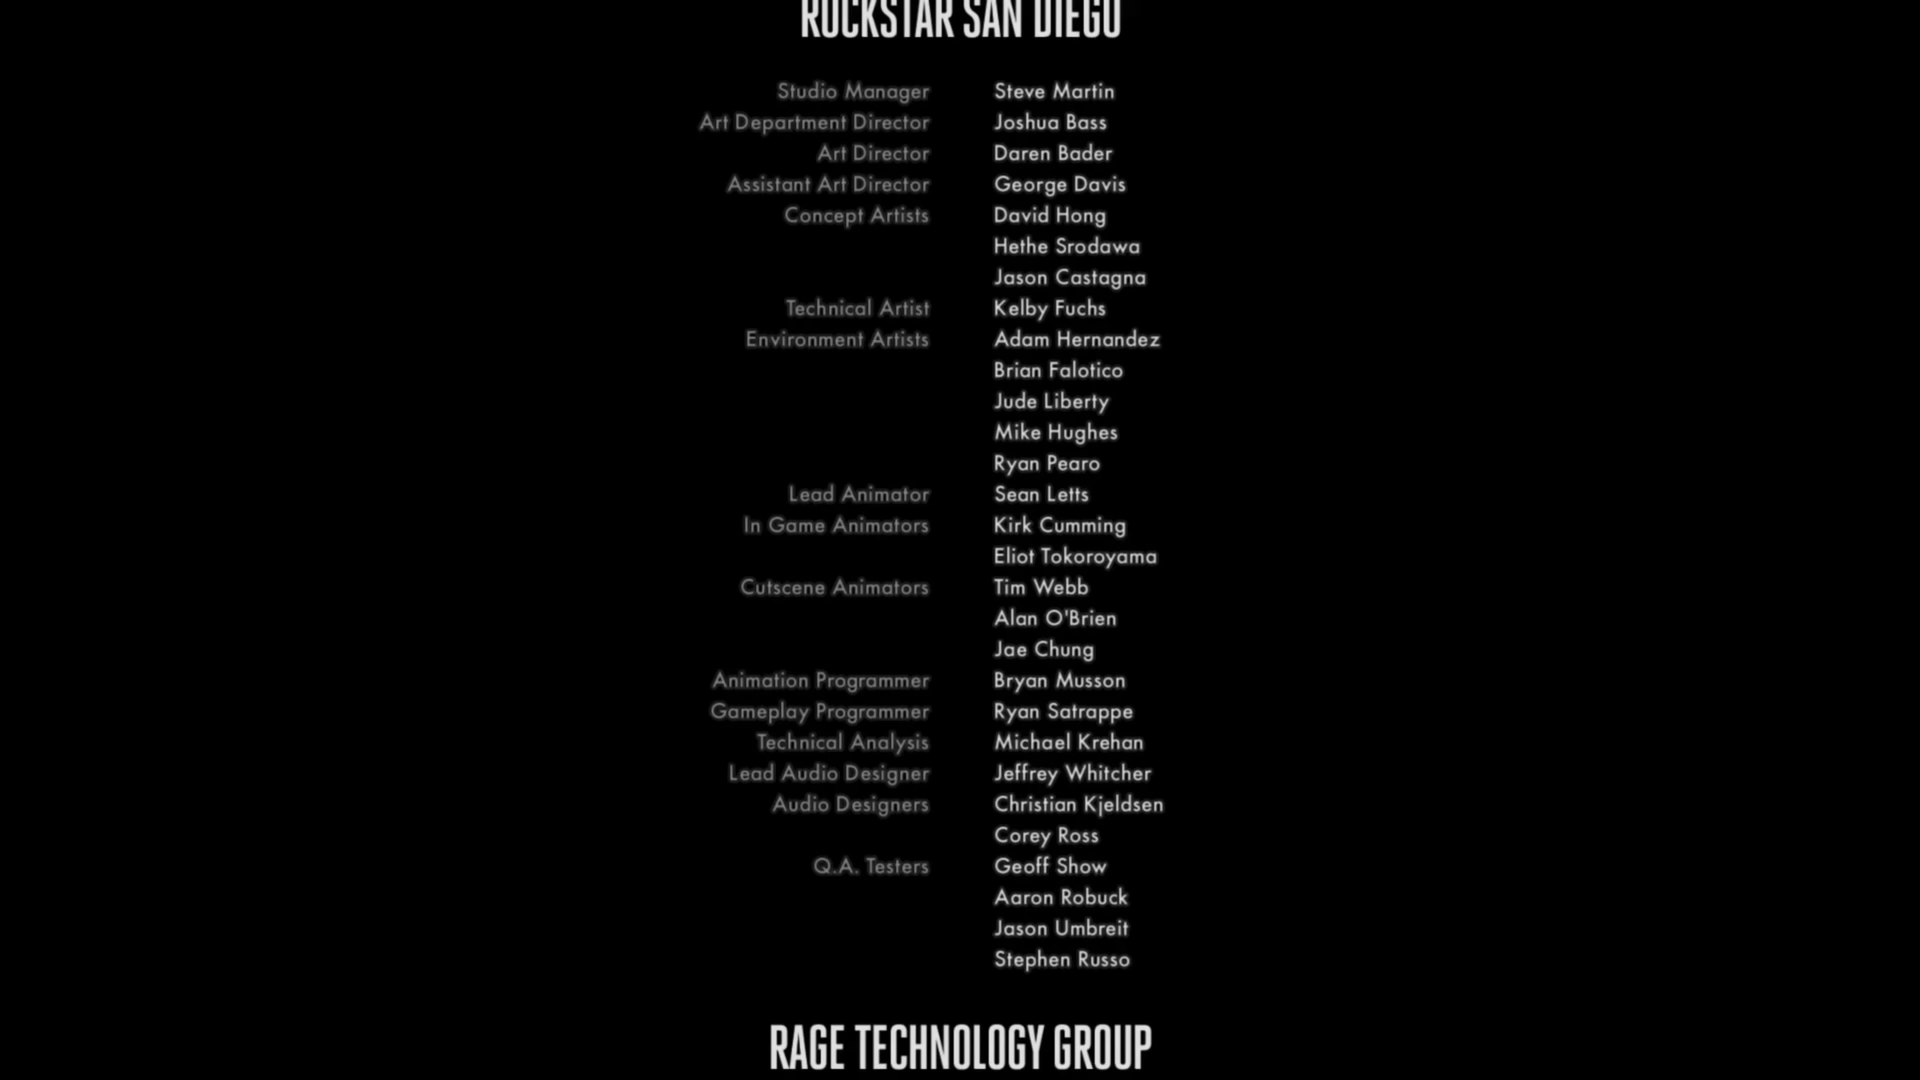 ROCKSTAR SAN DIEGO
Studio Manager Steve Martin
Art Department Director Joshua Bass
Art Director Daren Bader
Assistant Art Director George Davis
Concept Artists David Hong
Hethe Srodawa
Jason Castagna
Technical Artist Kelby Fuchs
Environment Artists Adam Hernandez
Brian Falotico
Jude Liberty
Mike Hughes
Ryan Pearo
Lead Animator Sean Letts
In Game Animators Kirk Cumming
Eliot Tokoroyama
Cutscene Animators Tim Webb
Alan O'Brien
Jae Chung
Animation Programmer Bryan Musson
Gameplay Programmer Ryan Satrappe
Technical Analysis Michael Krehan
Lead Audio Designer Jeffrey Whitcher
Audio Designers Christian Kjeldsen
Corey Ross
Q.A. Testers Geoff Show
Aaron Robuck
Jason Umbreit
Stephen Russo
RAGE TECHNOLOGY GROUP